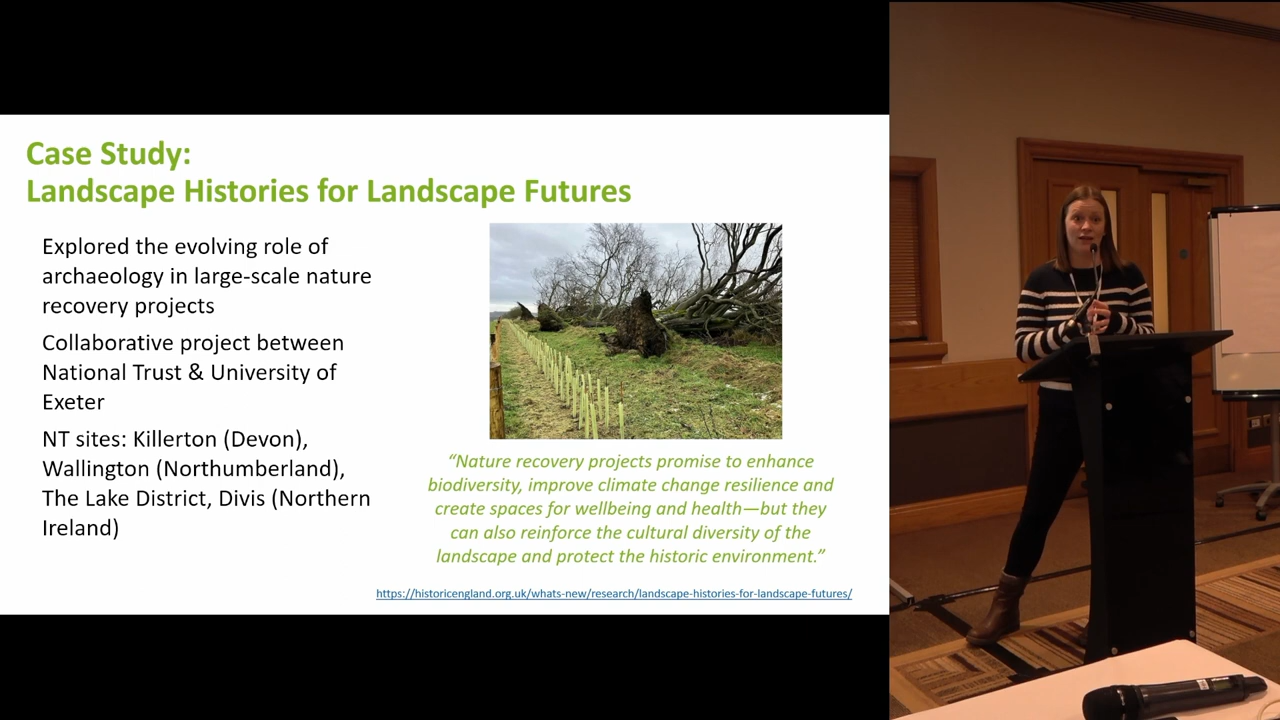 Case Study:
Landscape Histories for Landscape Futures
Explored the evolving role of
archaeology in large-scale nature
recovery projects
Collaborative project between
National Trust & University of
Exeter
NT sites: Killerton (Devon),
Wallington (Northumberland),
The Lake District, Divis (Northern
Ireland)
“Nature recovery projects promise to enhance
biodiversity, improve climate change resilience and
create spaces for wellbeing and health—but they
can also reinforce the cultural diversity of the
landscape and protect the historic environment.”
https://historicengland.org.uk/whats-new/research/landscape-histories-for-landscape-futures/